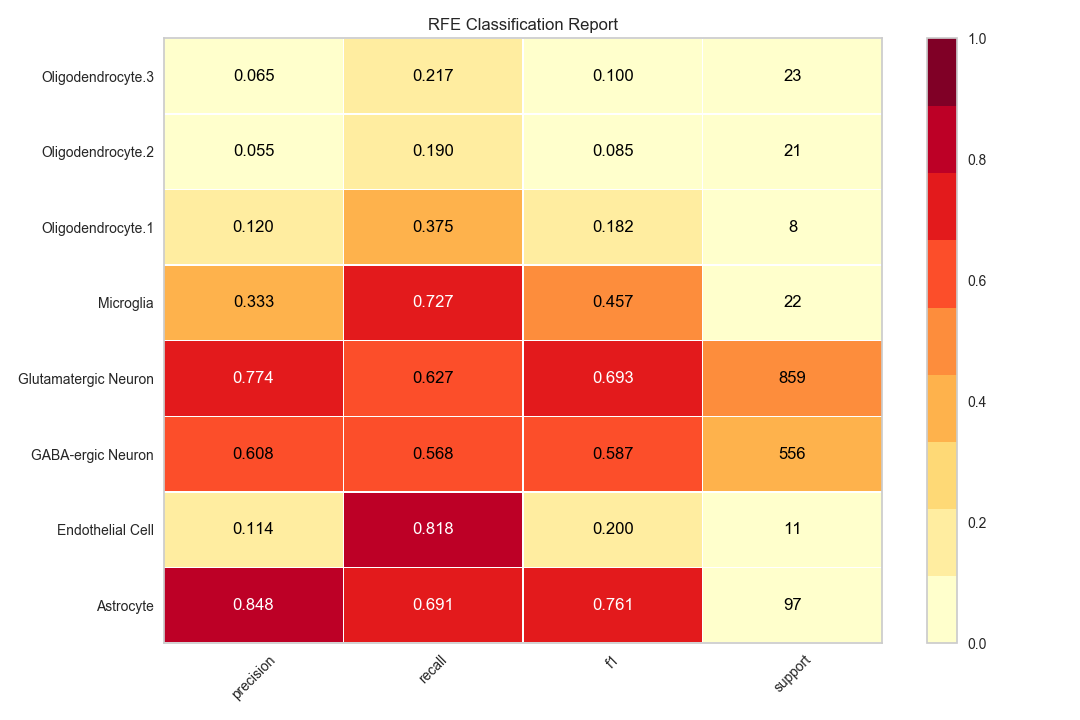 RFE Classification Report
Oligodendrocyte.3 0.065 0.217 0.100 23
Oligodendrocyte.2 0.055 0.190 0.085 21
Oligodendrocyte.1 0.120 0.375 0.182 8
Microglia 0.333 0.727 0.457 22
Glutamatergic Neuron 0.774 0.627 0.693 859
GABA-ergic Neuron 0.608 0.568 0.587 556
Endothelial Cell 0.114 0.818 0.200 11
Astrocyte 0.848 0.691 0.761 97
precision recall f1 support
1.0
0.8
0.6
0.4
0.2
0.0